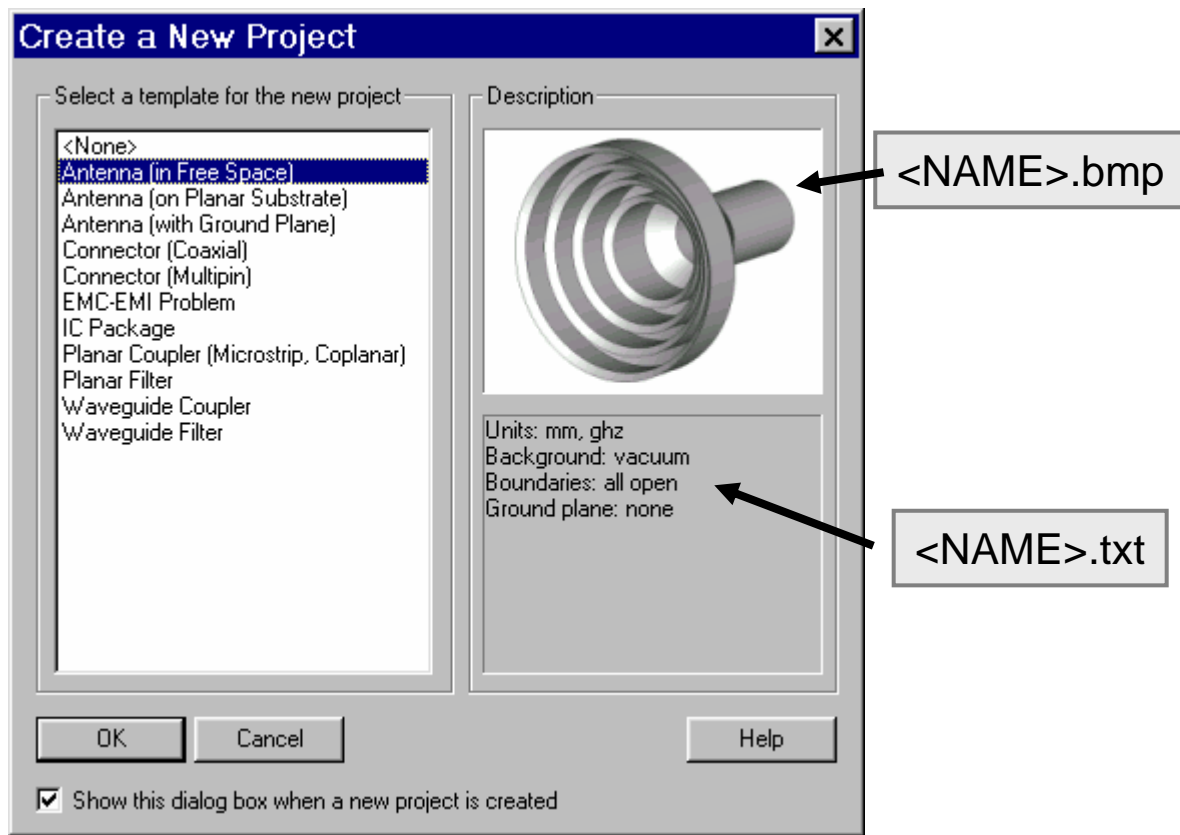 Create a New Project
Select a template for the new project
<None>
Antenna (in Free Space)
Antenna (on Planar Substrate)
Antenna (with Ground Plane)
Connector (Coaxial)
Connector (Multipin)
EMC-EMI Problem
IC Package
Planar Coupler (Microstrip, Coplanar)
Planar Filter
Waveguide Coupler
Waveguide Filter
Description
<NAME>.bmp
Units: mm, ghz
Background: vacuum
Boundaries: all open
Ground plane: none
<NAME>.txt
OK
Cancel
Help
Show this dialog box when a new project is created